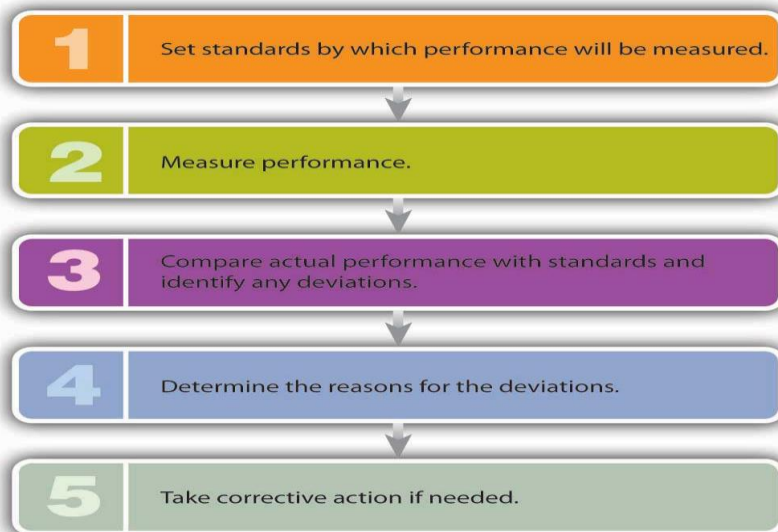 1
Set standards by which performance will be measured.
2
Measure performance.
3
Compare actual performance with standards and
identify any deviations.
4
Determine the reasons for the deviations.
5
Take corrective action if needed.